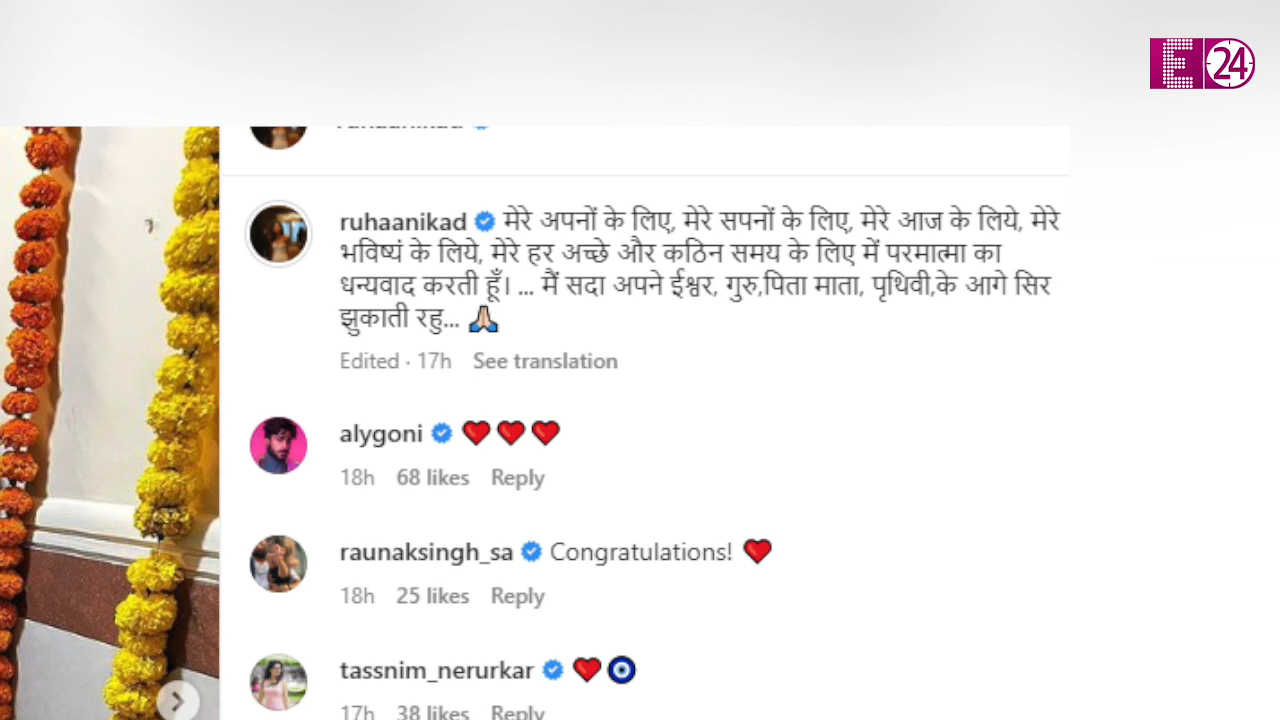 E 24
ruhaanikad
ruhaanikad मेरे अपनों के लिए, मेरे सपनों के लिए, मेरे आज के लिये, मेरे
भविष्यं के लिये, मेरे हर अच्छे और कठिन समय के लिए में परमात्मा का
धन्यवाद करती हूँ। ... मैं सदा अपने ईश्वर, गुरु,पिता माता, पृथिवी,के आगे सिर
झुकाती रहु... 🙏🏻
Edited · 17h See translation
alygoni ❤️❤️❤️
18h 68 likes Reply
raunaksingh_sa Congratulations! ❤️
18h 25 likes Reply
tassnim_nerurkar ❤️🧿
17h 38 likes Reply